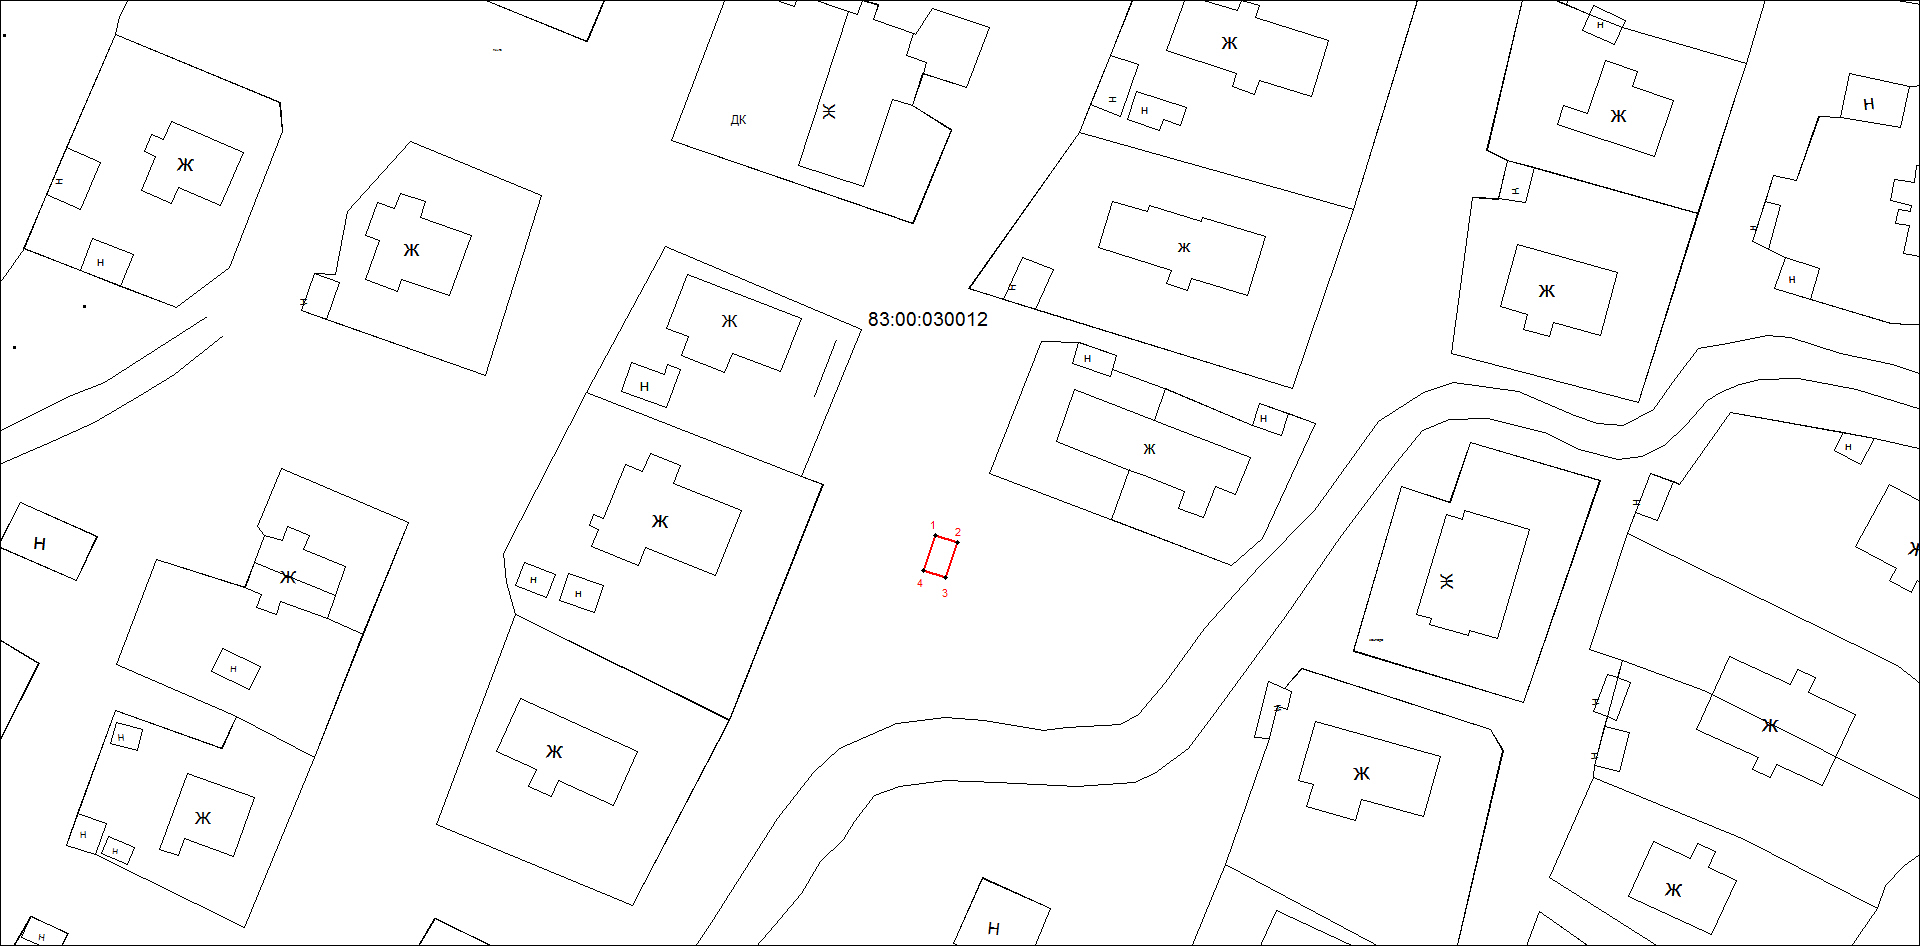 Н
Ж
Ж
Н
Ж
Н
ДК
Ж
Ж
Н
Н
Н
Ж
Н
Н
Ж
Ж
Н
Н
Ж
Ж
Н
Ж
Н
83:00:030012
Н
Н
Н
Ж
Н
Ж
Н
Н
1
2
4
3
Ж
Н
Н
Ж
Ж
Ж
Н
Н
Н
Н
Ж
Н
Ж
Ж
Н
Ж
Н
Н
Ж
Н
Н